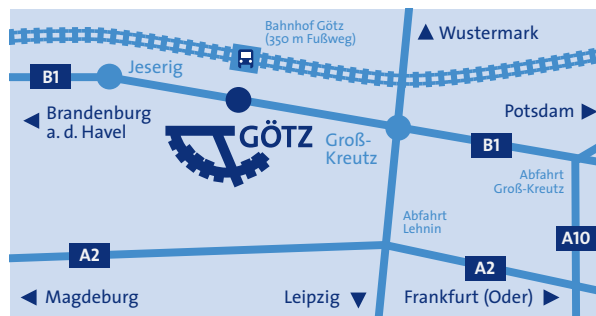 Bahnhof Götz
(350 m Fußweg)
Wustermark
Jeserig
B1
Brandenburg
a. d. Havel
Potsdam
GÖTZ
Groß-
Kreutz
B1
Abfahrt
Groß-Kreutz
Abfahrt
Lehnin
A10
A2
A2
Magdeburg
Leipzig
Frankfurt (Oder)